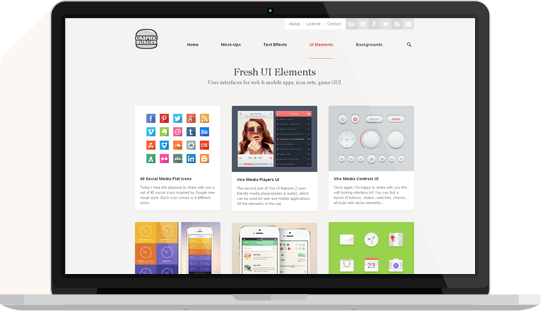 About License Contact
GRAPHIC
BURGER
Home Mock-Ups Text Effects UI Elements Backgrounds
Fresh UI Elements
User interfaces for web & mobile apps, icon sets, game GUI
40 Social Media Flat Icons
Today I have the pleasure to share you with a
set of 40 social icons inspired by Google new
visual style. Each icon comes in 4 different
sizes.
Viro Media Players UI
The second part of Viro UI features 2 user
friendly media players(video & audio), which
can be used for web and mobile applications.
All the elements in this set
Viro Media Controls UI
Once again, I'm happy to share with you this
soft looking interface kit! You can find a
bunch of buttons, sliders, switches, checks,
all build with vector elements
23